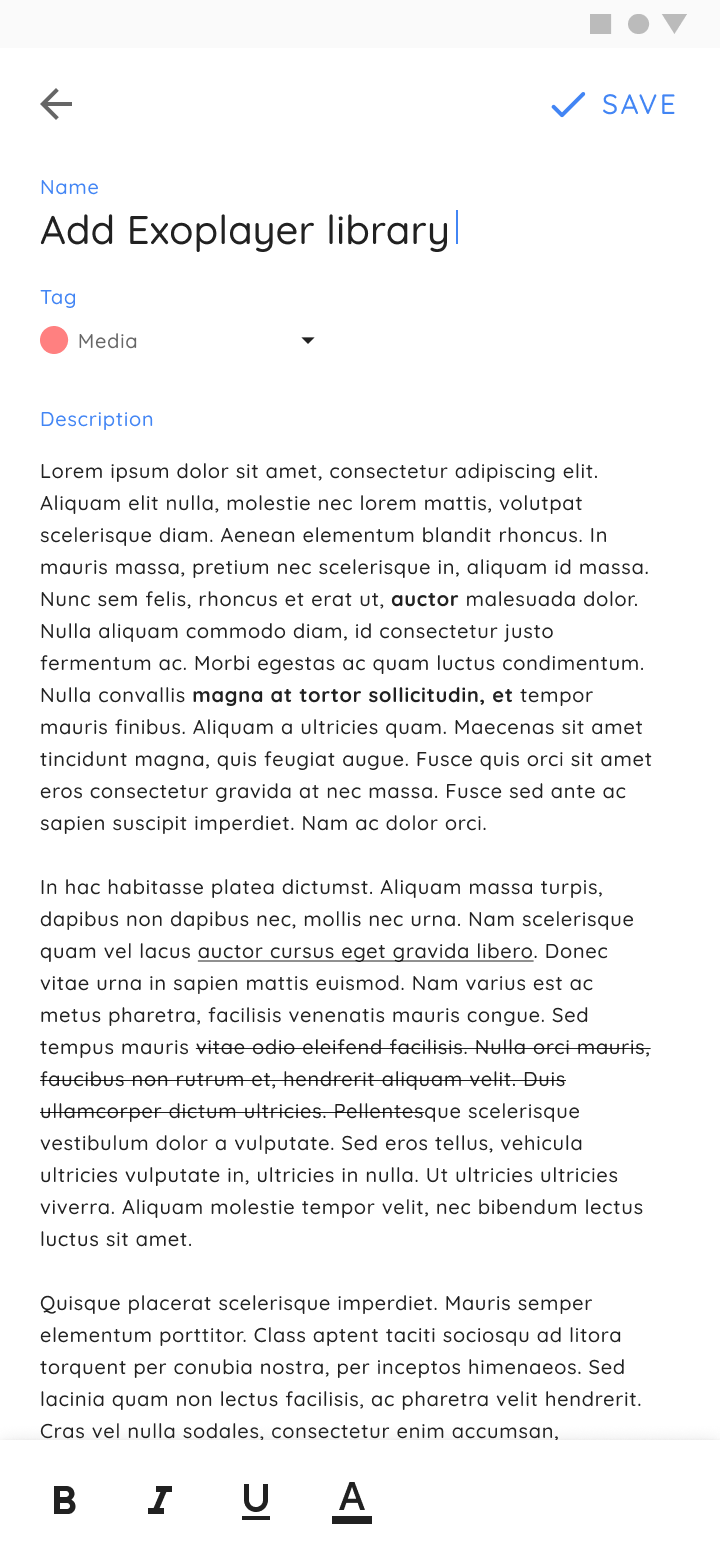 SAVE
Name
Add Exoplayer library
Tag
Media
Description
Lorem ipsum dolor sit amet, consectetur adipiscing elit.
Aliquam elit nulla, molestie nec lorem mattis, volutpat
scelerisque diam. Aenean elementum blandit rhoncus. In
mauris massa, pretium nec scelerisque in, aliquam id massa.
Nunc sem felis, rhoncus et erat ut, auctor malesuada dolor.
Nulla aliquam commodo diam, id consectetur justo
fermentum ac. Morbi egestas ac quam luctus condimentum.
Nulla convallis magna at tortor sollicitudin, et tempor
mauris finibus. Aliquam a ultricies quam. Maecenas sit amet
tincidunt magna, quis feugiat augue. Fusce quis orci sit amet
eros consectetur gravida at nec massa. Fusce sed ante ac
sapien suscipit imperdiet. Nam ac dolor orci.
In hac habitasse platea dictumst. Aliquam massa turpis,
dapibus non dapibus nec, mollis nec urna. Nam scelerisque
quam vel lacus auctor cursus eget gravida libero. Donec
vitae urna in sapien mattis euismod. Nam varius est ac
metus pharetra, facilisis venenatis mauris congue. Sed
tempus mauris vitae odio eleifend facilisis. Nulla orci mauris,
faucibus non rutrum et, hendrerit aliquam velit. Duis
ullamcorper dictum ultricies. Pellentesque scelerisque
vestibulum dolor a vulputate. Sed eros tellus, vehicula
ultricies vulputate in, ultricies in nulla. Ut ultricies ultricies
viverra. Aliquam molestie tempor velit, nec bibendum lectus
luctus sit amet.
Quisque placerat scelerisque imperdiet. Mauris semper
elementum porttitor. Class aptent taciti sociosqu ad litora
torquent per conubia nostra, per inceptos himenaeos. Sed
lacinia quam non lectus facilisis, ac pharetra velit hendrerit.
Cras vel nulla sodales, consectetur enim accumsan,
B I U A